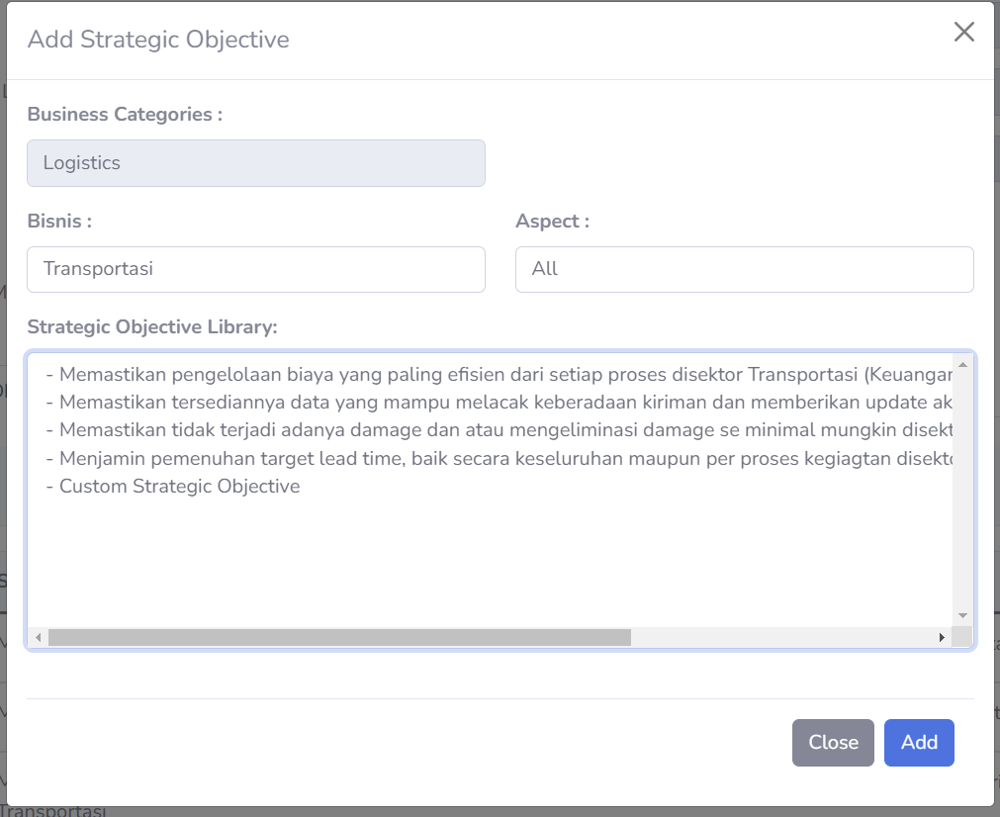 Add Strategic Objective
Business Categories :
Logistics
Bisnis :
Aspect :
Transportasi
All
Strategic Objective Library:
- Memastikan pengelolaan biaya yang paling efisien dari setiap proses disektor Transportasi (Keuangan
- Memastikan tersediannya data yang mampu melacak keberadaan kiriman dan memberikan update ak
- Memastikan tidak terjadi adanya damage dan atau mengeliminasi damage se minimal mungkin disekt
- Menjamin pemenuhan target lead time, baik secara keseluruhan maupun per proses kegiagtan disekto
- Custom Strategic Objective
Close
Add
Transportasi